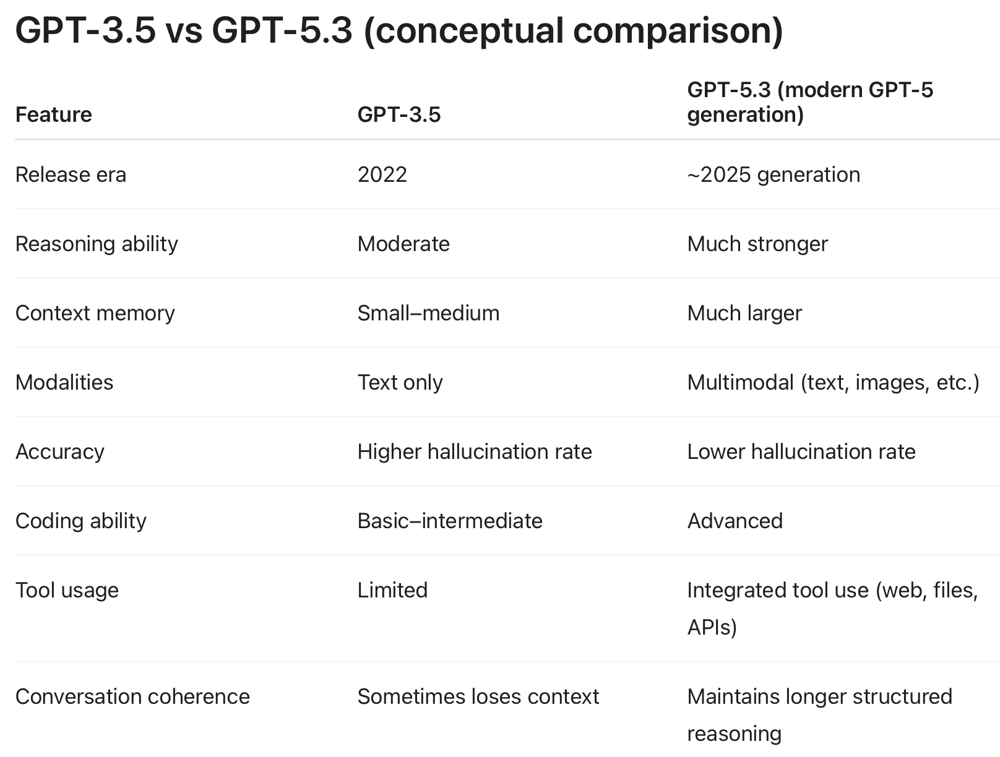 GPT-3.5 vs GPT-5.3 (conceptual comparison)
Feature GPT-3.5 GPT-5.3 (modern GPT-5
generation)
Release era 2022 ~2025 generation
Reasoning ability Moderate Much stronger
Context memory Small–medium Much larger
Modalities Text only Multimodal (text, images, etc.)
Accuracy Higher hallucination rate Lower hallucination rate
Coding ability Basic–intermediate Advanced
Tool usage Limited Integrated tool use (web, files,
APIs)
Conversation coherence Sometimes loses context Maintains longer structured
reasoning